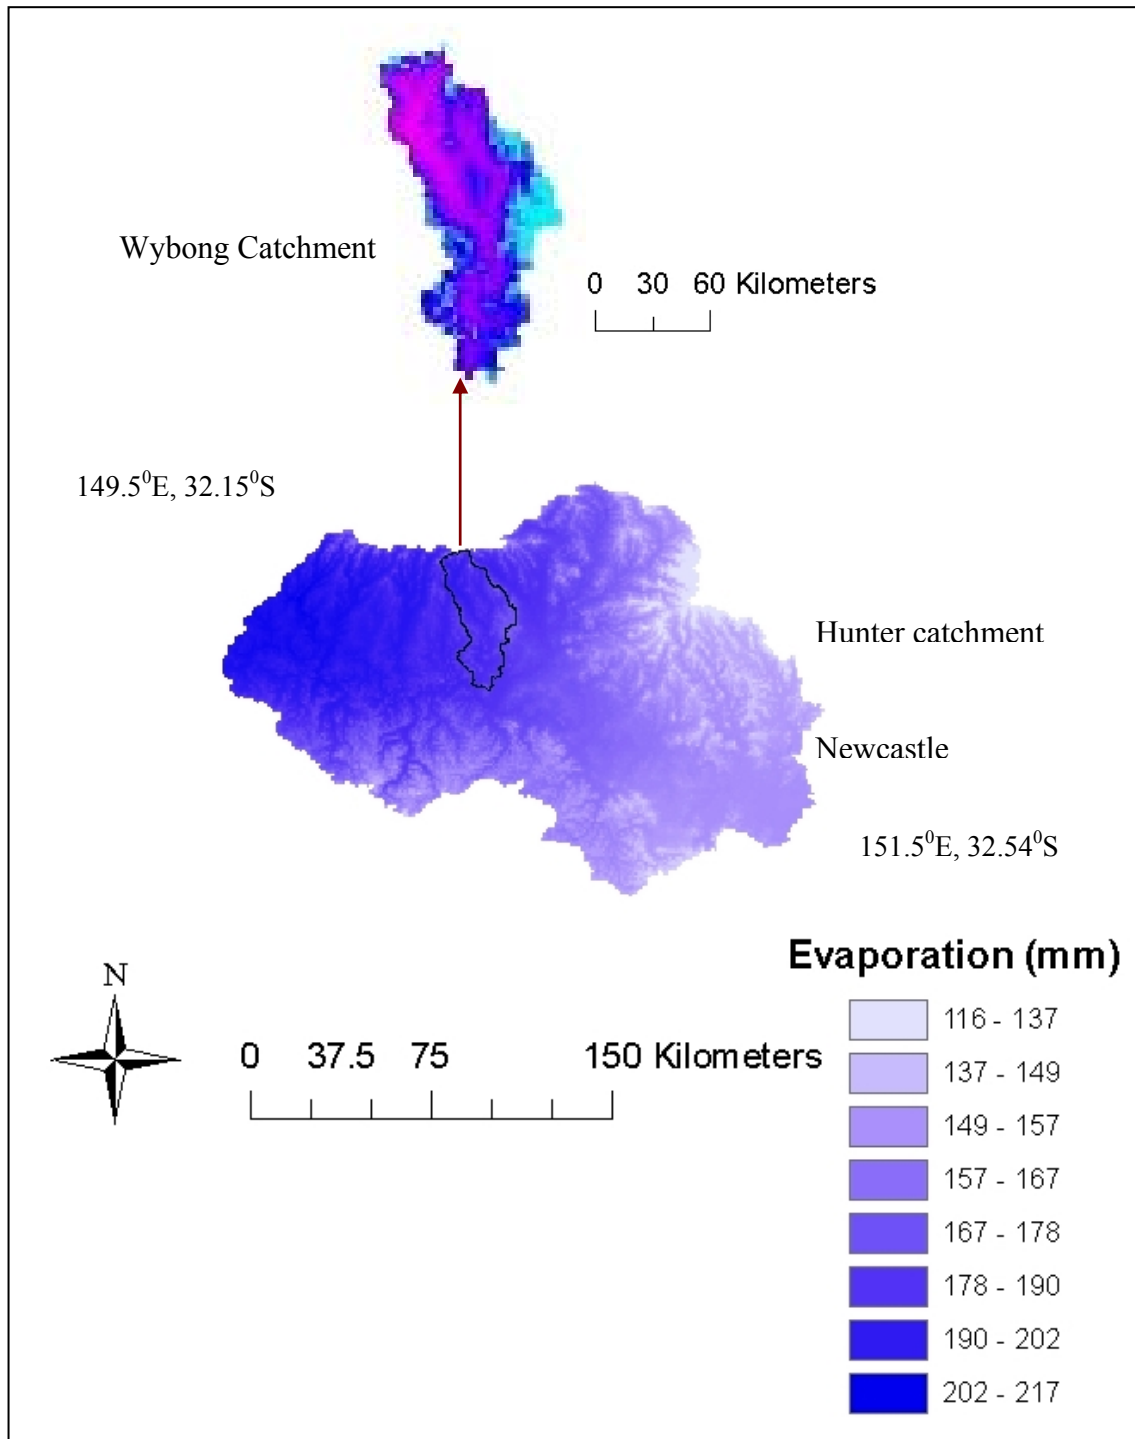 Wybong Catchment
0 30 60 Kilometers
149.5⁰E, 32.15⁰S
Hunter catchment
Newcastle
151.5⁰E, 32.54⁰S
Evaporation (mm)
N
0 37.5 75 150 Kilometers
116 - 137
137 - 149
149 - 157
157 - 167
167 - 178
178 - 190
190 - 202
202 - 217